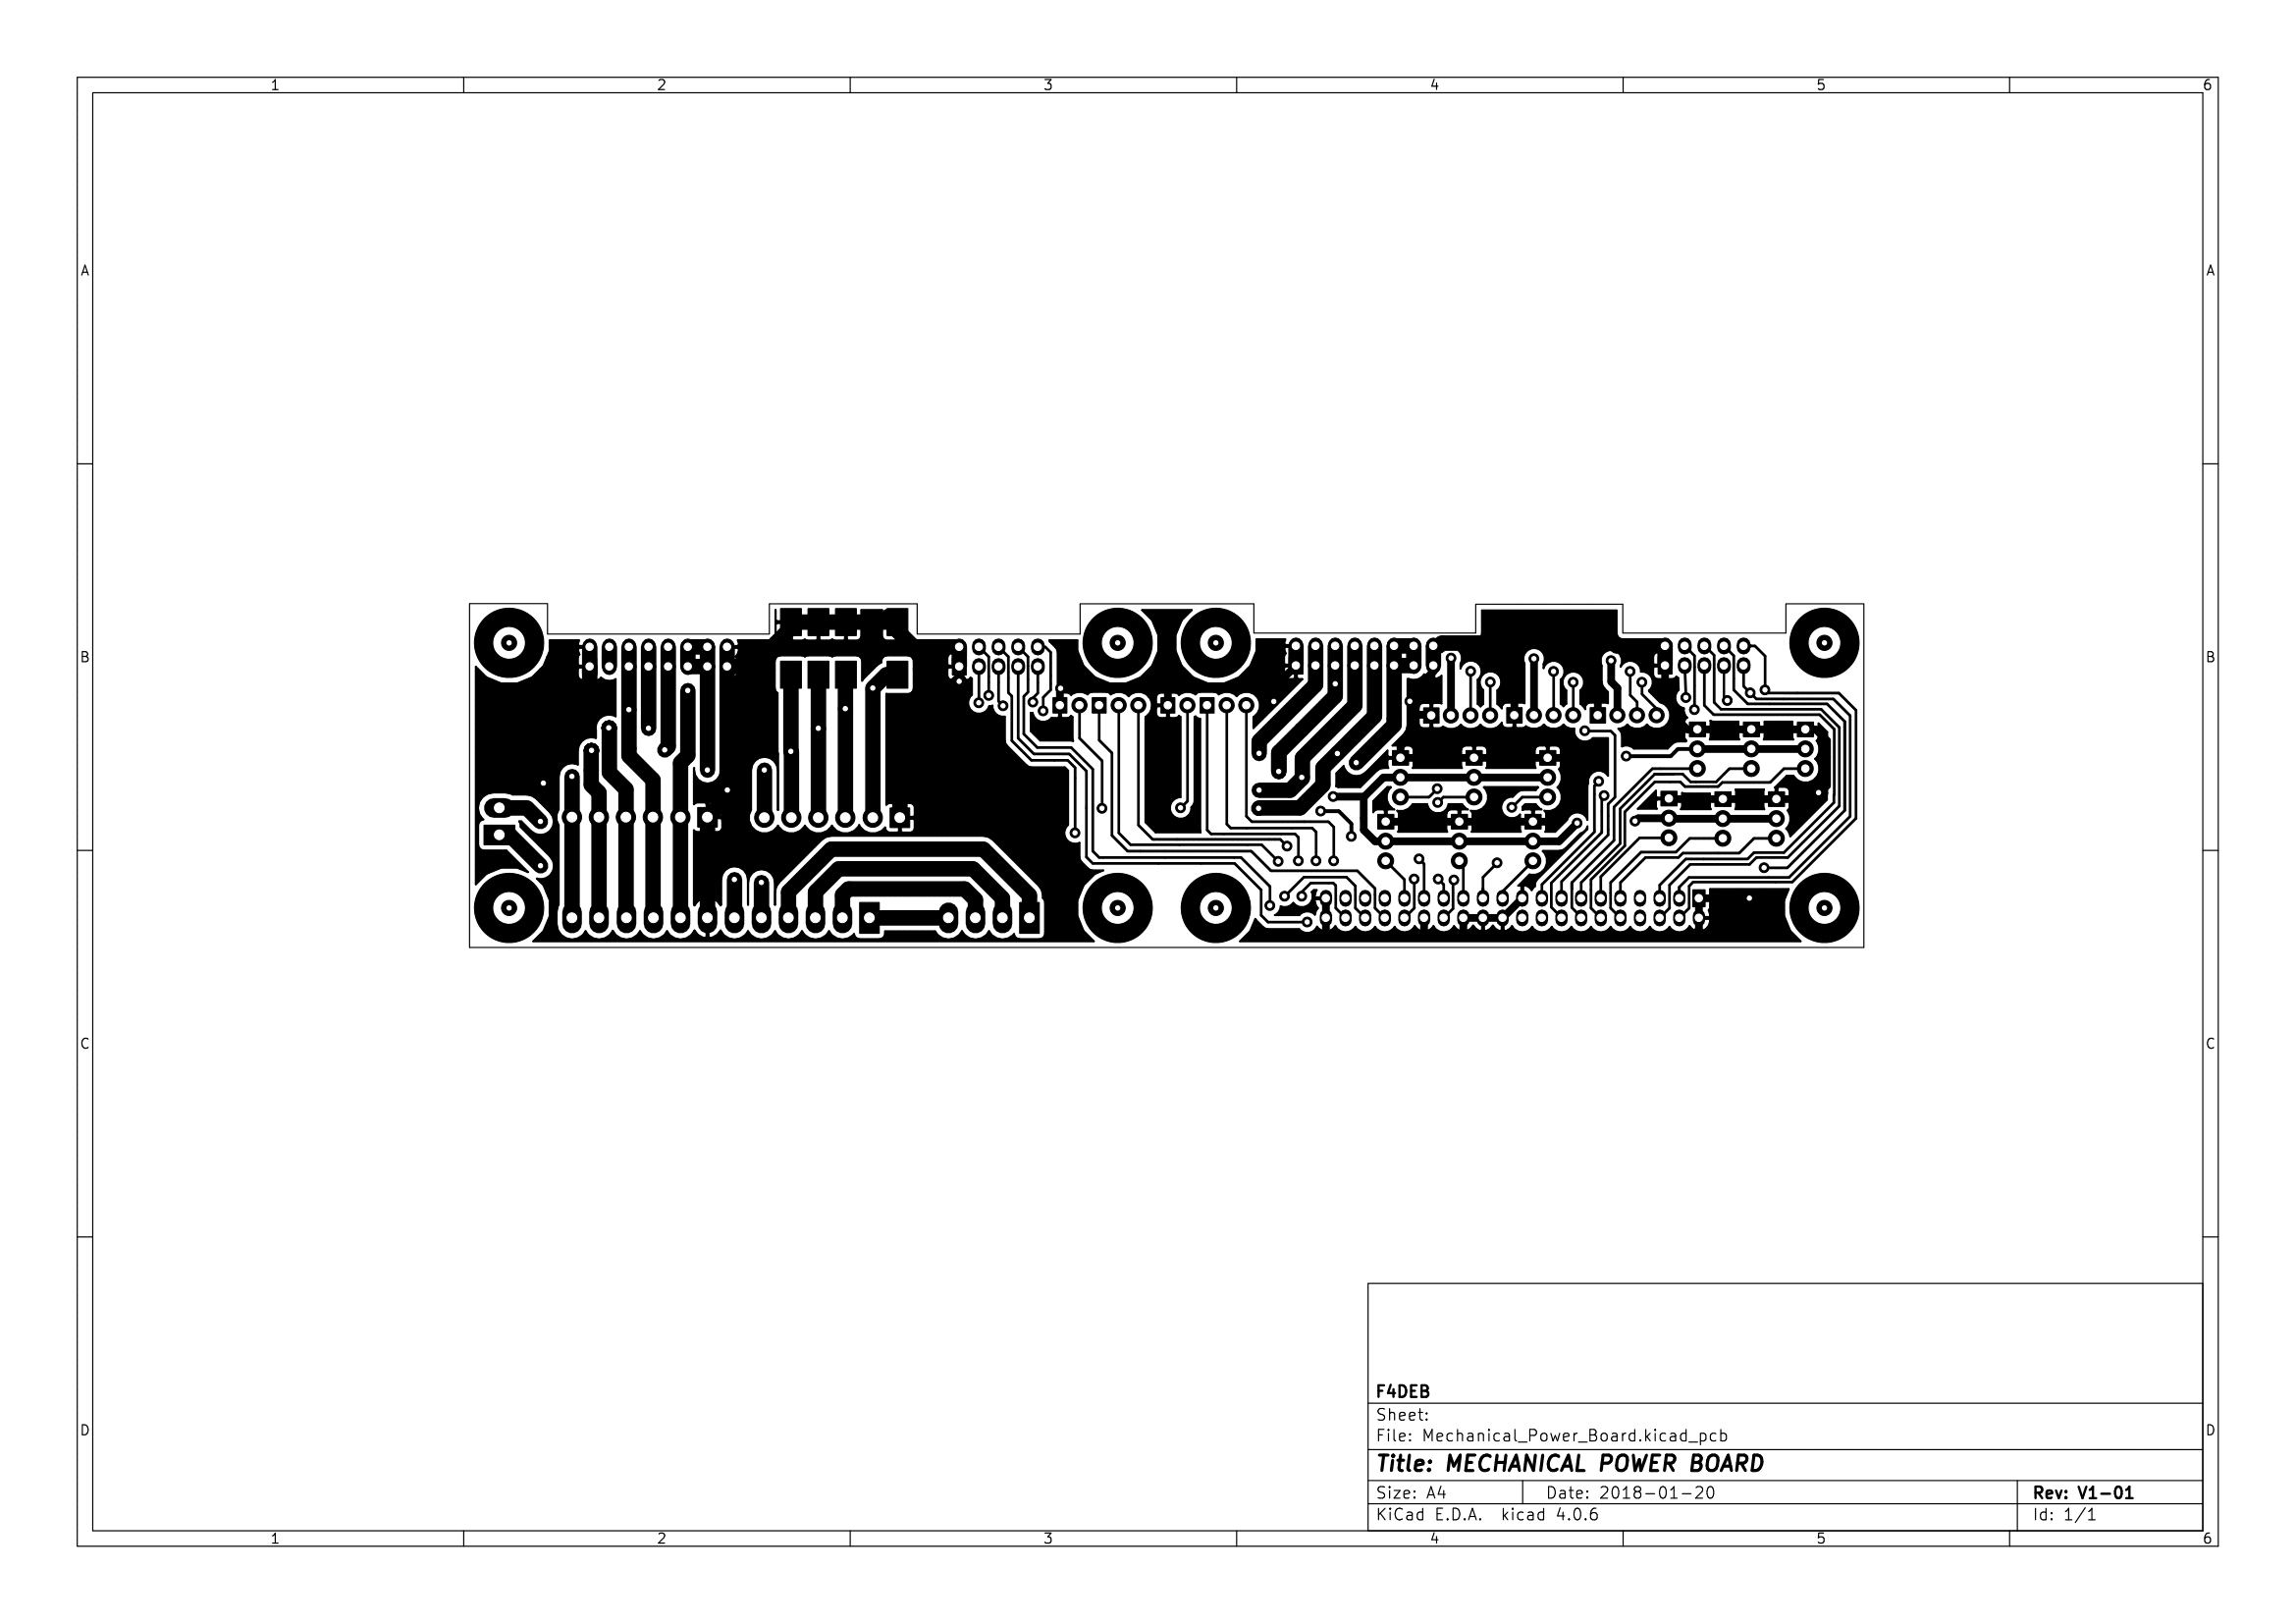 1 2 3 4 5 6
A A
B B
C C
D D
F4DEB
Sheet:
File: Mechanical_Power_Board.kicad_pcb
Title: MECHANICAL POWER BOARD
Size: A4 Date: 2018-01-20 Rev: V1-01
KiCad E.D.A. kicad 4.0.6 Id: 1/1
1 2 3 4 5 6